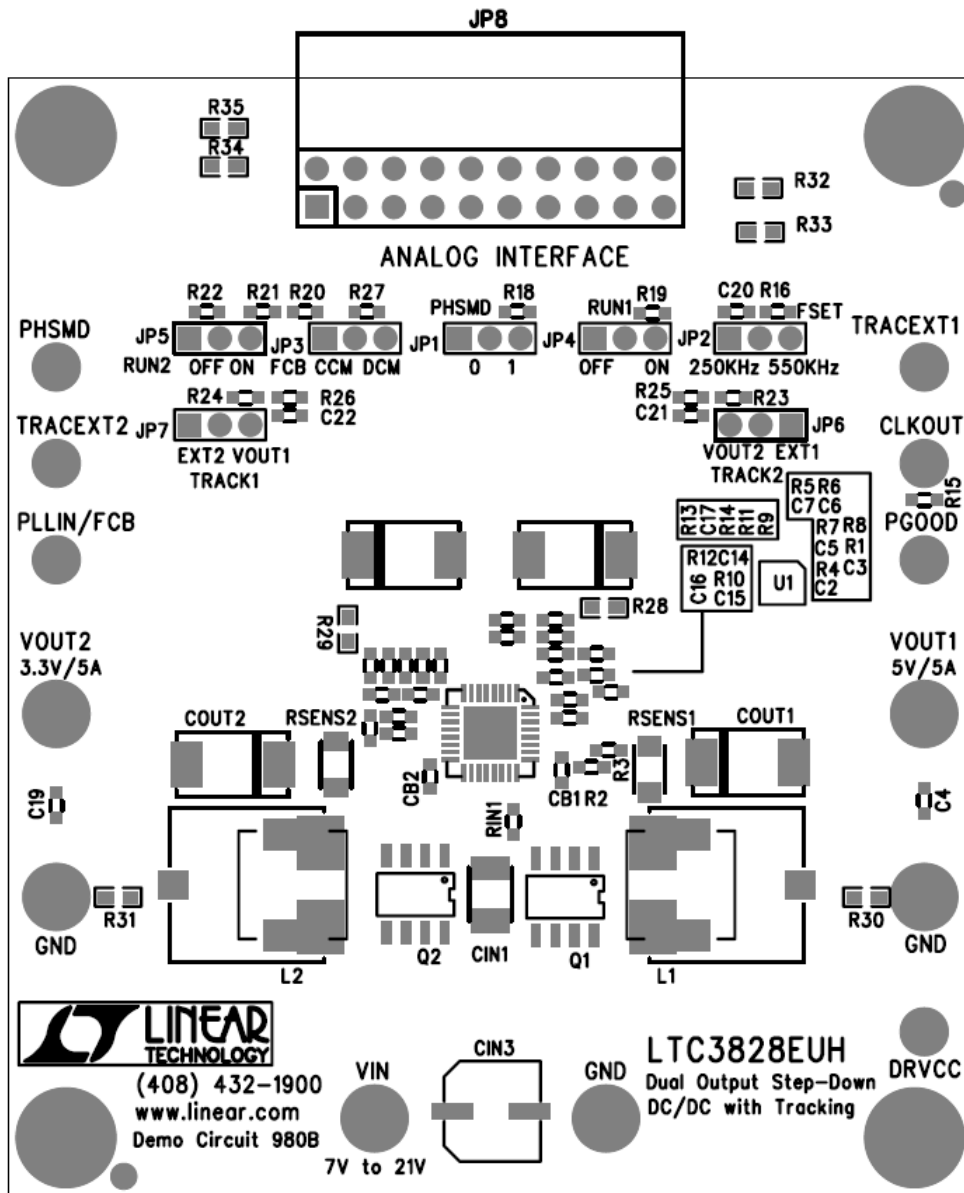 JP8
R35
R34
R32
R33
ANALOG INTERFACE
R22 R21 R20 R27
PHSMD R18
RUN1 R19
C20 R16
FSET
PHSMD
JP5
JP3
JP1
JP4
JP2
TRACEXT1
RUN2 OFF ON FCB CCM DCM
0 1
OFF ON
250KHz 550KHz
R24 R26
C22
R25 R23
C21
TRACEXT2
JP7
JP6
CLKOUT
EXT2 VOUT1
TRACK1
VOUT2 EXT1
TRACK2
R15
PLLIN/FCB
PGOOD
R13
C17
R14
R11
R9
R5 R6
C7 C6
R7 R8
C5 R1
R4 C3
C2
R12 C14
C16
R10
C15
U1
R28
R29
VOUT2
3.3V/5A
VOUT1
5V/5A
COUT2
RSENS2
RSENS1
COUT1
R3
CB2
CB1 R2
RIN1
C19
C4
R31
R30
GND
GND
Q2
CIN1
Q1
L2
L1
LINEAR
TECHNOLOGY
(408) 432-1900
www.linear.com
Demo Circuit 980B
VIN
7V to 21V
CIN3
GND
LTC3828EUH
Dual Output Step-Down
DC/DC with Tracking
DRVCC